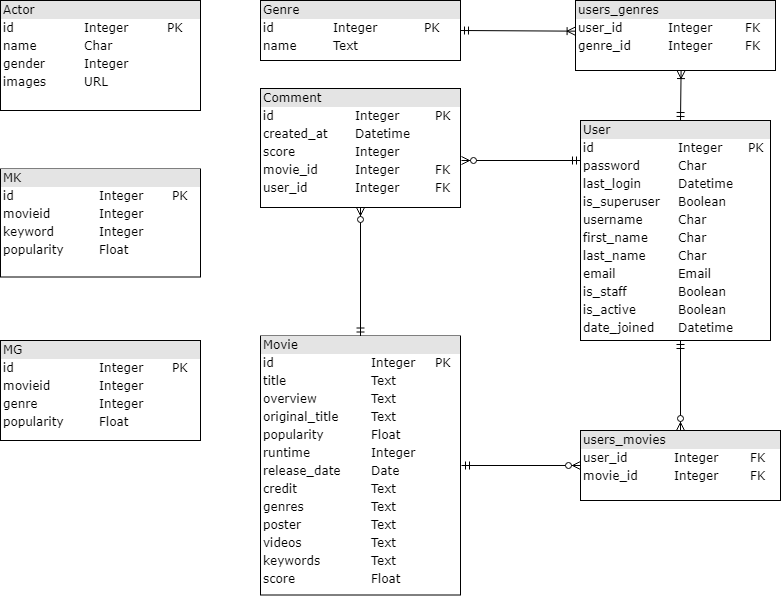 Actor
id Integer PK
name Char
gender Integer
images URL
MK
id Integer PK
movieid Integer
keyword Integer
popularity Float
MG
id Integer PK
movieid Integer
genre Integer
popularity Float
Genre
id Integer PK
name Text
Comment
id Integer PK
created_at Datetime
score Integer
movie_id Integer FK
user_id Integer FK
Movie
id Integer PK
title Text
overview Text
original_title Text
popularity Float
runtime Integer
release_date Date
credit Text
genres Text
poster Text
videos Text
keywords Text
score Float
users_genres
user_id Integer FK
genre_id Integer FK
User
id Integer PK
password Char
last_login Datetime
is_superuser Boolean
username Char
first_name Char
last_name Char
email Email
is_staff Boolean
is_active Boolean
date_joined Datetime
users_movies
user_id Integer FK
movie_id Integer FK